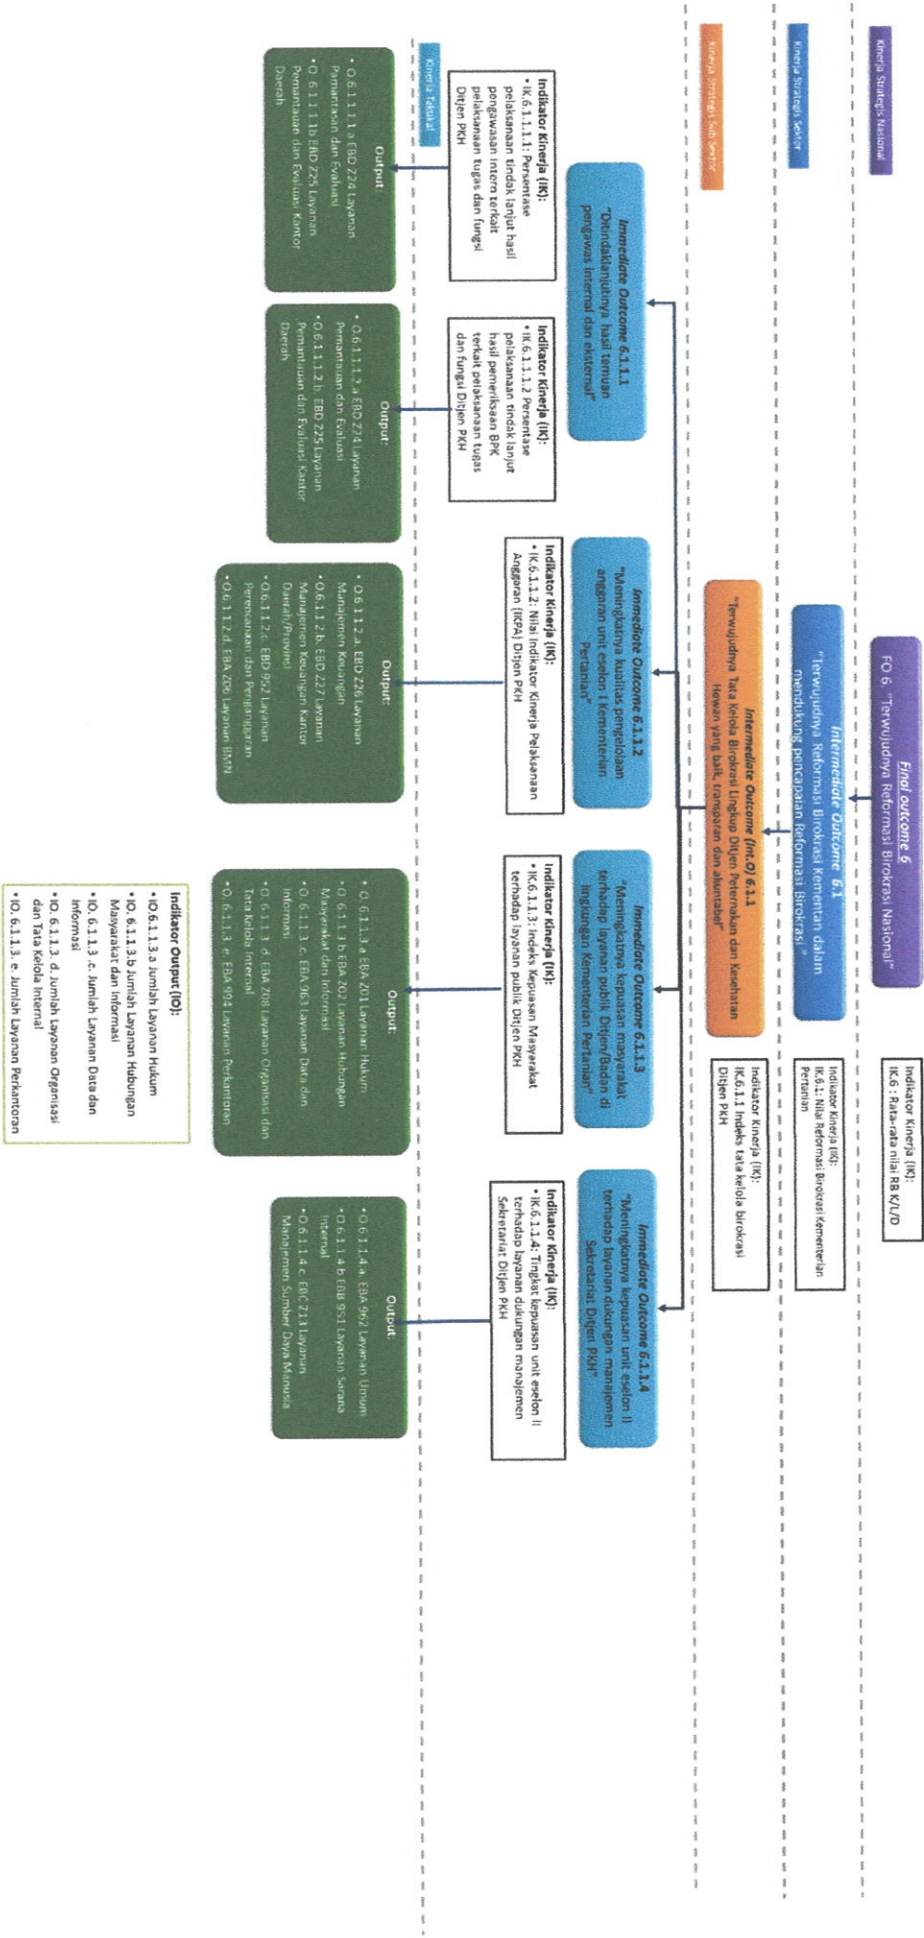 Kinerja Strategis Nasional
Final outcome 6
FO 6 "Terwujudnya Reformasi Birokrasi Nasional"
Indikator Kinerja (IK):
IK.6 : Rata-rata nilai RB K/L/D
Kinerja Strategis Sektor
Intermediate Outcome 6.1
"Terwujudnya Reformasi Birokrasi Kementan dalam
mendukung pencapaian Reformasi Birokrasi"
Indikator Kinerja (IK):
IK.6.1: Nilai Reformasi Birokrasi Kementerian
Pertanian
Kinerja Strategis Sub Sektor
Intermediate Outcome (Int.O) 6.1.1
"Terwujudnya Tata Kelola Birokrasi Lingkup Ditjen Peternakan dan Kesehatan
Hewan yang baik, transparan dan akuntabel"
Indikator Kinerja (IK):
IK.6.1.1 Indeks tata kelola birokrasi
Ditjen PKH
Immediate Outcome 6.1.1.1
"Ditindaklanjutinya hasil temuan
pengawas internal dan eksternal"
Immediate Outcome 6.1.1.2
"Meningkatnya kualitas pengelolaan
anggaran unit eselon I Kementerian
Pertanian"
Immediate Outcome 6.1.1.3
"Meningkatnya kepuasan masyarakat
terhadap layanan publik Ditjen/Badan di
lingkungan Kementerian Pertanian"
Immediate Outcome 6.1.1.4
"Meningkatnya kepuasan unit eselon II
terhadap layanan dukungan manajemen
Sekretariat Ditjen PKH"
Indikator Kinerja (IK):
• IK.6.1.1.1.1: Persentase
pelaksanaan tindak lanjut hasil
pengawasan intern terkait
pelaksanaan tugas dan fungsi
Ditjen PKH
Indikator Kinerja (IK):
• IK.6.1.1.1.2 Persentase
pelaksanaan tindak lanjut
hasil pemeriksaan BPK
terkait pelaksanaan tugas
dan fungsi Ditjen PKH
Indikator Kinerja (IK):
• IK.6.1.1.2: Nilai Indikator Kinerja Pelaksanaan
Anggaran (IKPA) Ditjen PKH
Indikator Kinerja (IK):
• IK.6.1.1.3: Indeks Kepuasan Masyarakat
terhadap layanan publik Ditjen PKH
Indikator Kinerja (IK):
• IK.6.1.1.4: Tingkat kepuasan unit eselon II
terhadap layanan dukungan manajemen
Sekretariat Ditjen PKH
Kinerja Taktikal
Output:
• O.6.1.1.1.1.a EBD Z24 Layanan
Pamantasan dan Evaluasi
• O.6.1.1.1.1b EBD Z25 Layanan
Pemantauan dan Evaluasi Kantor
Daerah
Output:
• O.6.1.1.1.2.a EBD Z24 Layanan
Pemantauan dan Evaluasi
• O.6.1.1.1.2.b. EBD Z25 Layanan
Pemantauan dan Evaluasi Kantor
Daerah
Output:
• O.6.1.1.2.a. EBD Z26 Layanan
Manajemen Keuangan
• O.6.1.1.2.b. EBD Z27 Layanan
Manajemen Keuangan Kantor
Daerah/Provinsi
• O.6.1.1.2.c. EBD 952 Layanan
Perencanaan dan Penganggaran
• O.6.1.1.2.d. EBA Z06 Layanan BMN
Output:
• O. 6.1.1.3.a. EBA Z01 Layanan Hukum
• O 6.1.1.3 b EBA Z02 Layanan Hubungan
Masyarakat dan Informasi
• O 6.1.1.3 c. EBA 963 Layanan Data dan
Informasi
• O.6.1.1.3 d. EBA Z08 Layanan Organisasi dan
Tata Kelola Internal
• O. 6.1.1.3 e. EBA 994 Layanan Perkantoran
Output:
• O 6.1.1.4.a. EBA 962 Layanan Umum
• O 6.1.1.4 b EBB 951 Layanan Sarana
Internal
• O.6.1.1.4 c. EBC Z13 Layanan
Manajemen Sumber Daya Manusia
Indikator Output (IO):
• IO.6.1.1.3.a Jumlah Layanan Hukum
• IO. 6.1.1.3.b Jumlah Layanan Hubungan
Masyarakat dan Informasi
• IO. 6.1.1.3 .c. Jumlah Layanan Data dan
Informasi
• IO. 6.1.1.3. d. Jumlah Layanan Organisasi
dan Tata Kelola Internal
• IO. 6.1.1.3. e. Jumlah Layanan Perkantoran